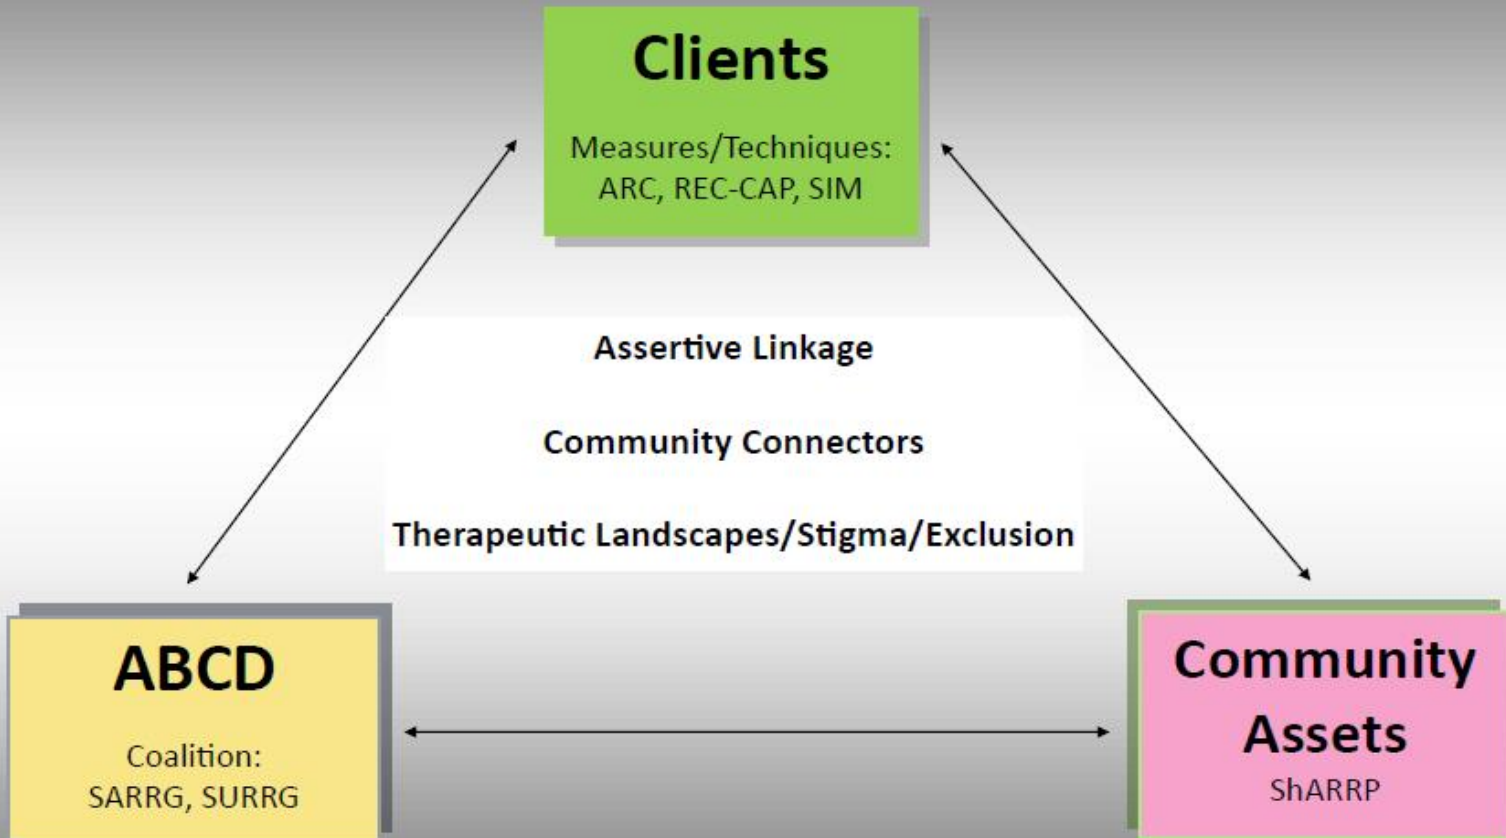 Clients
Measures/Techniques:
ARC, REC-CAP, SIM
Assertive Linkage
Community Connectors
Therapeutic Landscapes/Stigma/Exclusion
ABCD
Coalition:
SARRG, SURRG
Community
Assets
ShARRP